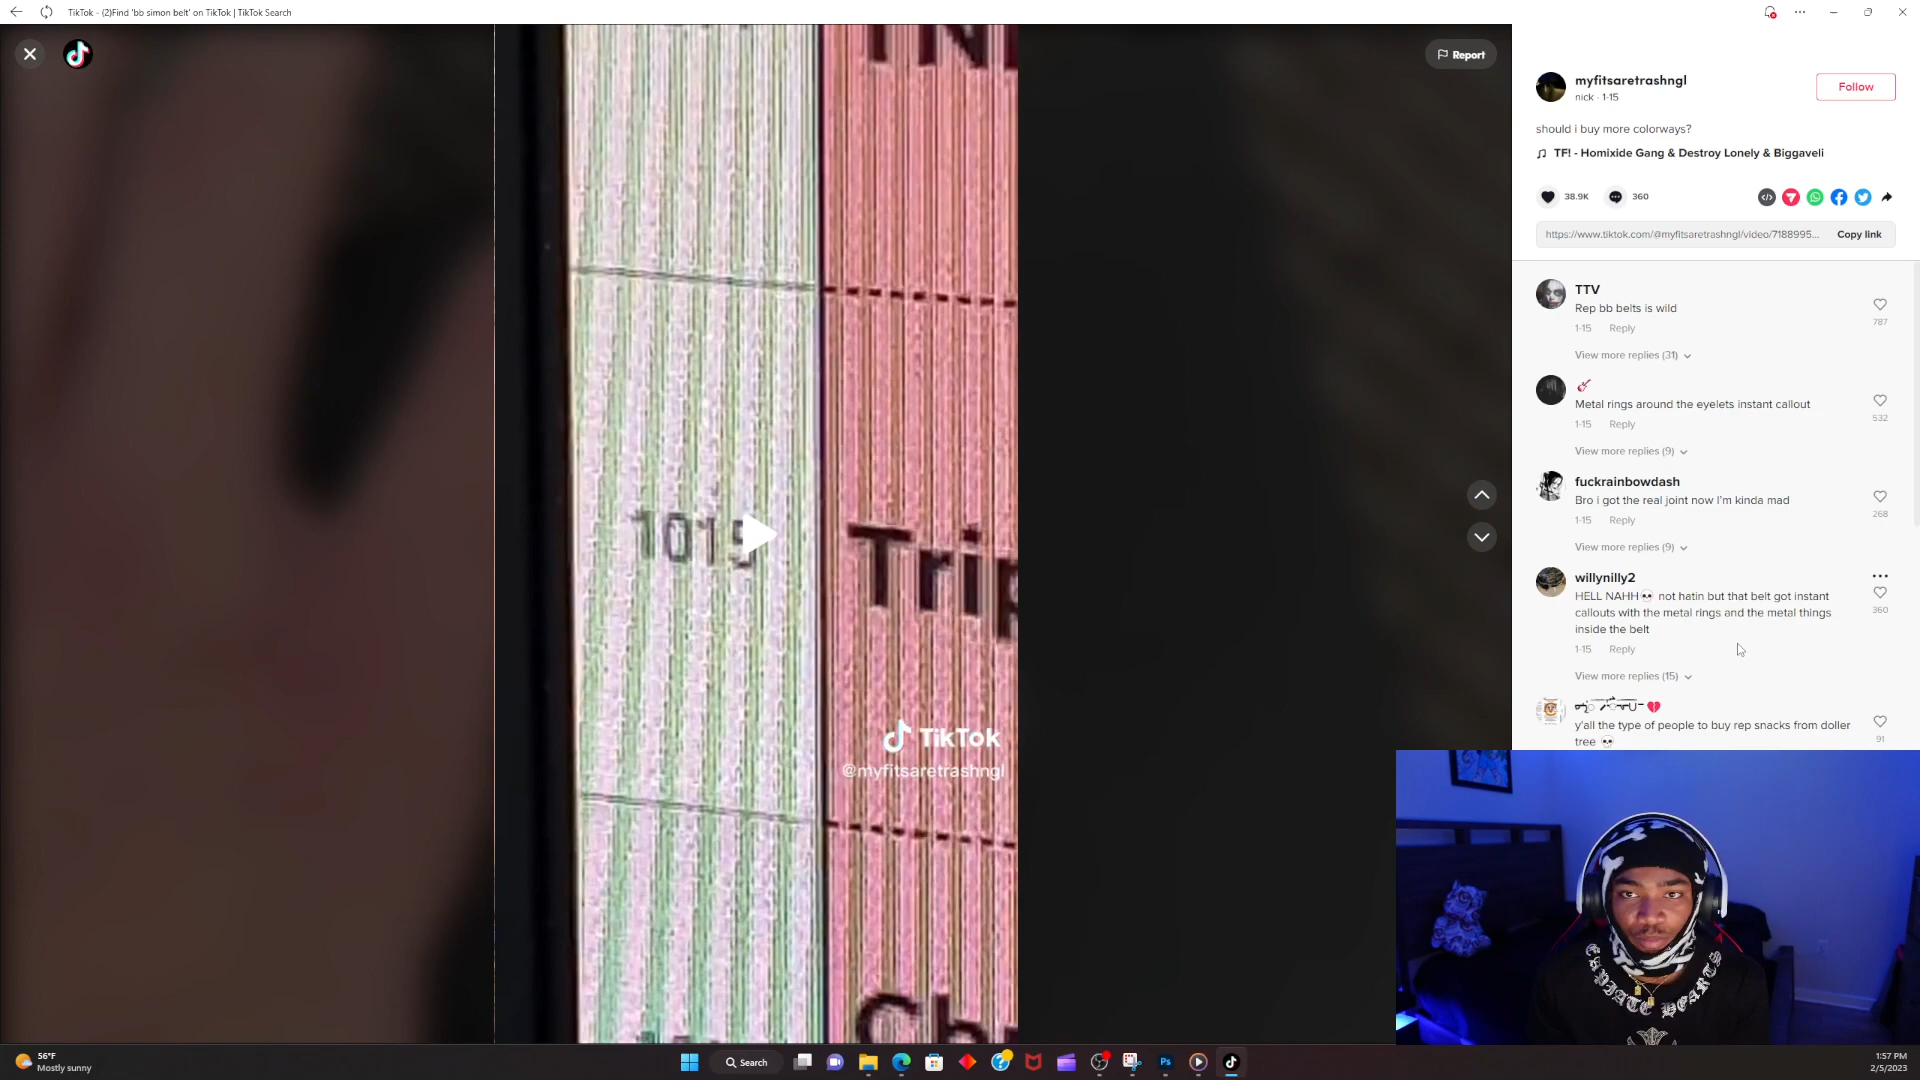 TikTok - (2)Find 'bb simon belt' on TikTok | TikTok Search
Report
1015
Trip
TikTok
@myfitsaretrashngl
myfitsaretrashngl
nick · 1-15
Follow
should i buy more colorways?
TF! - Homixide Gang & Destroy Lonely & Biggaveli
38.9K
360
https://www.tiktok.com/@myfitsaretrashngl/video/7188995...
Copy link
TTV
Rep bb belts is wild
1-15 Reply
787
View more replies (31)
Metal rings around the eyelets instant callout
1-15 Reply
532
View more replies (9)
fuckrainbowdash
Bro i got the real joint now I'm kinda mad
1-15 Reply
268
View more replies (9)
willynilly2
HELL NAHH💀 not hatin but that belt got instant
callouts with the metal rings and the metal things
inside the belt
1-15 Reply
360
View more replies (15)
y'all the type of people to buy rep snacks from doller
tree 💀
91
56°F
Mostly sunny
Search
Ps
1:57 PM
2/5/2023